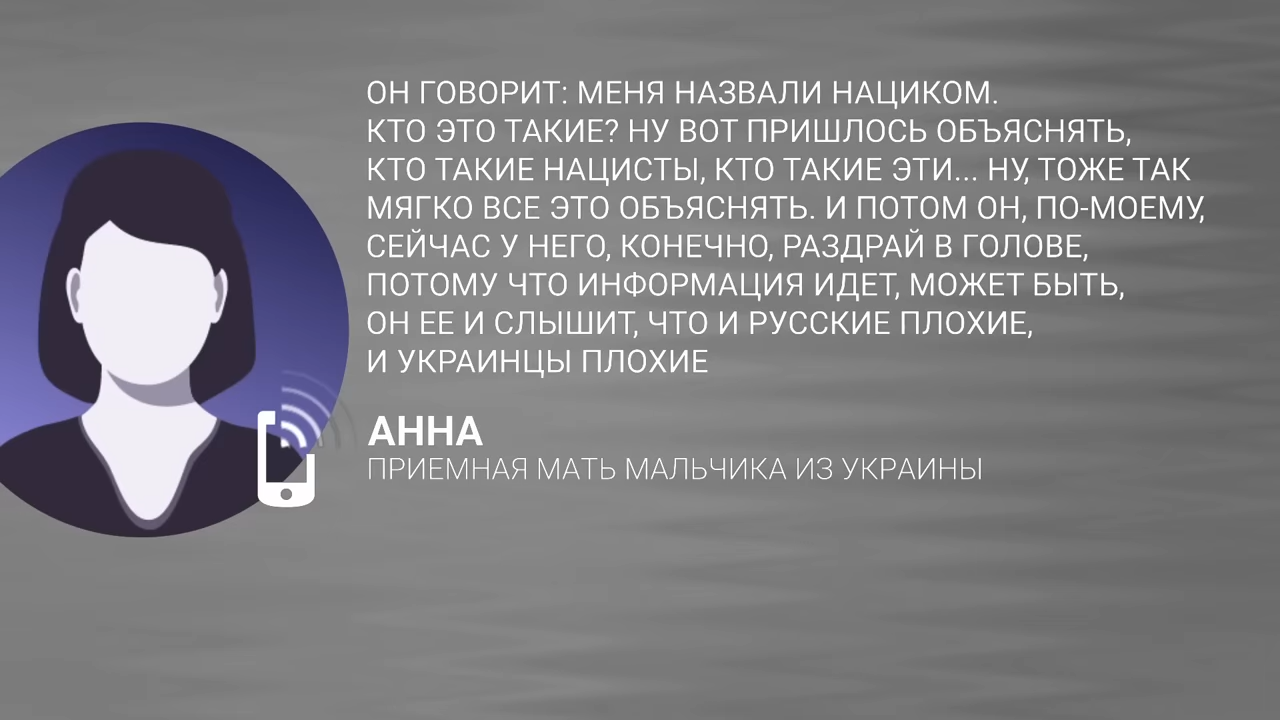 ОН ГОВОРИТ: МЕНЯ НАЗВАЛИ НАЦИКОМ.
КТО ЭТО ТАКИЕ? НУ ВОТ ПРИШЛОСЬ ОБЪЯСНЯТЬ,
КТО ТАКИЕ НАЦИСТЫ, КТО ТАКИЕ ЭТИ... НУ, ТОЖЕ ТАК
МЯГКО ВСЕ ЭТО ОБЪЯСНЯТЬ. И ПОТОМ ОН, ПО-МОЕМУ,
СЕЙЧАС У НЕГО, КОНЕЧНО, РАЗДРАЙ В ГОЛОВЕ,
ПОТОМУ ЧТО ИНФОРМАЦИЯ ИДЕТ, МОЖЕТ БЫТЬ,
ОН ЕЕ И СЛЫШИТ, ЧТО И РУССКИЕ ПЛОХИЕ,
И УКРАИНЦЫ ПЛОХИЕ
АННА
ПРИЕМНАЯ МАТЬ МАЛЬЧИКА ИЗ УКРАИНЫ